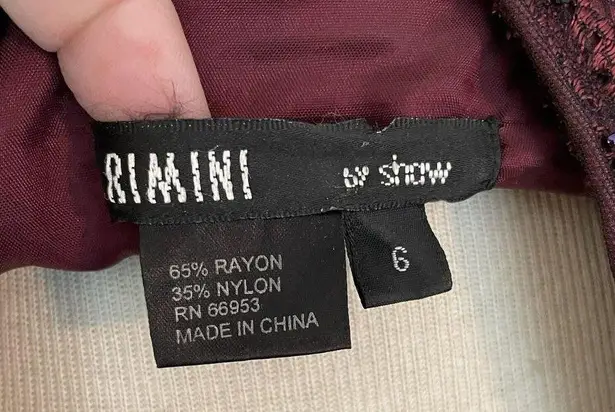 RIMINI by shaw
6
65% RAYON
35% NYLON
RN 66953
MADE IN CHINA